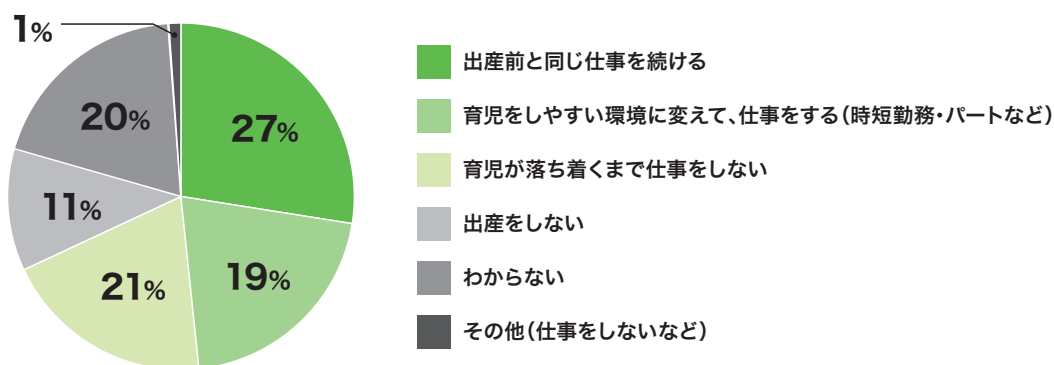 1%
27%
19%
21%
11%
20%
出産前と同じ仕事を続ける
育児をしやすい環境に変えて、仕事をする（時短勤務・パートなど）
育児が落ち着くまで仕事をしない
出産をしない
わからない
その他（仕事をしないなど）